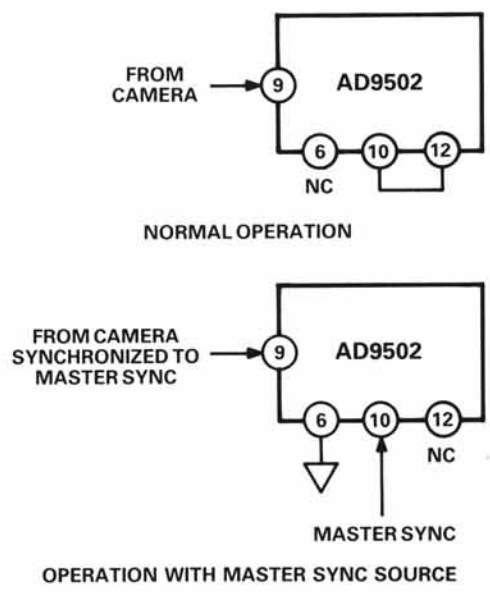 FROM
CAMERA
9
AD9502
6
10
12
NC
NORMAL OPERATION
FROM CAMERA
SYNCHRONIZED TO
MASTER SYNC
9
AD9502
6
10
12
NC
MASTER SYNC
OPERATION WITH MASTER SYNC SOURCE